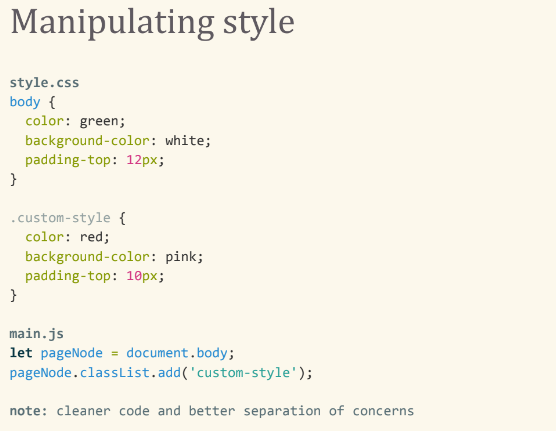 Manipulating style
style.css
body {
color: green;
background-color: white;
padding-top: 12px;
}
.custom-style {
color: red;
background-color: pink;
padding-top: 10px;
}
main.js
let pageNode = document.body;
pageNode.classList.add('custom-style');
note: cleaner code and better separation of concerns